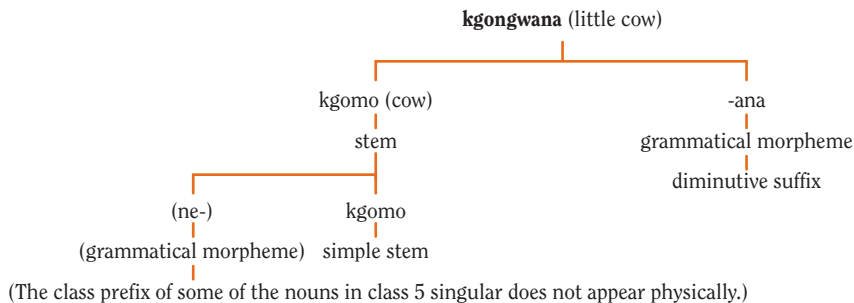 kgongwana (little cow)
kgomo (cow) -ana
stem grammatical morpheme
diminutive suffix
(ne-) kgomo
(grammatical morpheme) simple stem
(The class prefix of some of the nouns in class 5 singular does not appear physically.)